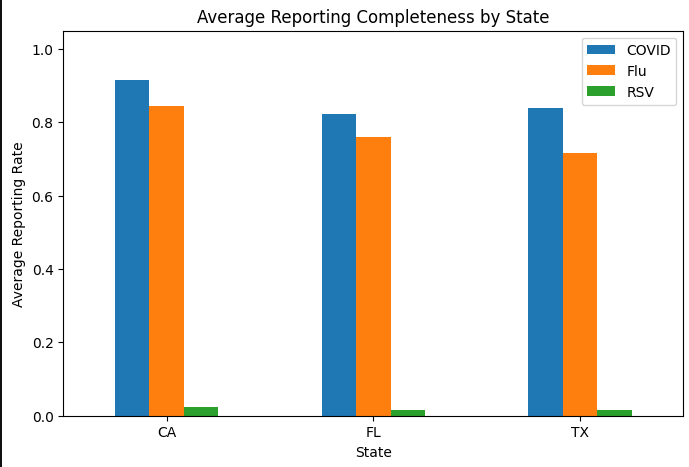 Average Reporting Completeness by State
COVID
Flu
RSV
1.0
0.8
0.6
0.4
0.2
0.0
Average Reporting Rate
CA FL TX
State